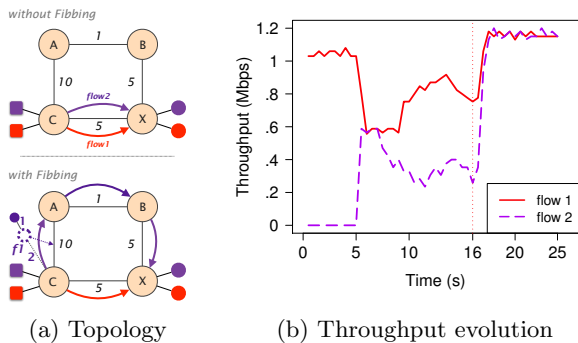 without Fibbing
A
1
B
10
5
flow2
C
5
X
flow1
with Fibbing
A
1
B
1
f1
10
5
2
C
5
X
(a) Topology
Throughput (Mbps)
1.2
1
.8
.6
.4
.2
0
0
5
10
16
20
25
Time (s)
flow 1
flow 2
(b) Throughput evolution